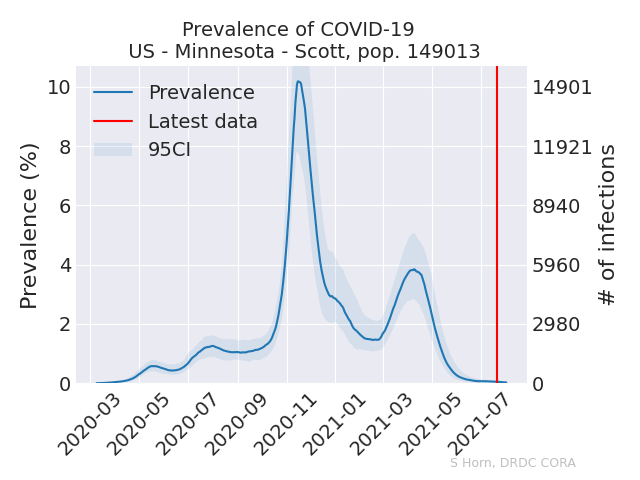 Prevalence of COVID-19
US - Minnesota - Scott, pop. 149013
Prevalence
Latest data
95CI
Prevalence (%)
10
8
6
4
2
0
14901
11921
8940
5960
2980
0
# of infections
2020-03
2020-05
2020-07
2020-09
2020-11
2021-01
2021-03
2021-05
2021-07
S Horn, DRDC CORA